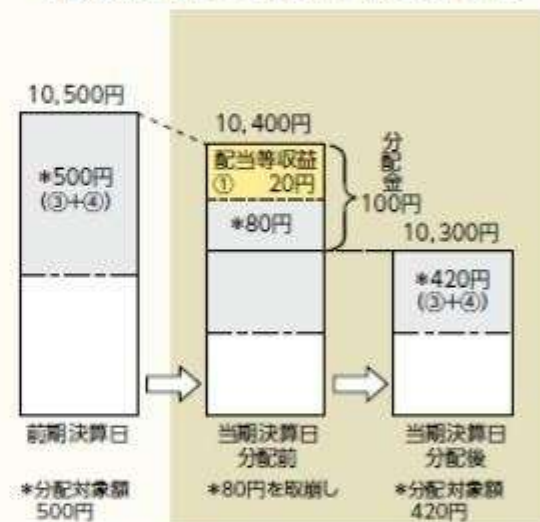 10,500円
*500円
(③+④)
前期決算日
*分配対象額
500円
10,400円
配当等収益
① 20円
*80円
分配金
100円
当期決算日
分配前
*80円を取崩し
10,300円
*420円
(③+④)
当期決算日
分配後
*分配対象額
420円